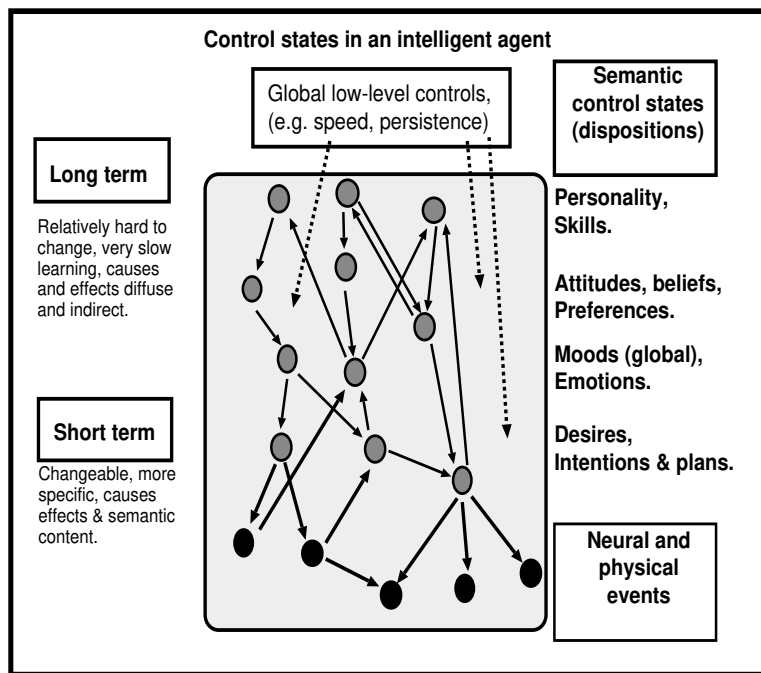 Control states in an intelligent agent
Global low-level controls,
(e.g. speed, persistence)
Semantic
control states
(dispositions)
Long term
Relatively hard to
change, very slow
learning, causes
and effects diffuse
and indirect.
Personality,
Skills.
Attitudes, beliefs,
Preferences.
Moods (global),
Emotions.
Short term
Changeable, more
specific, causes
effects & semantic
content.
Desires,
Intentions & plans.
Neural and
physical
events